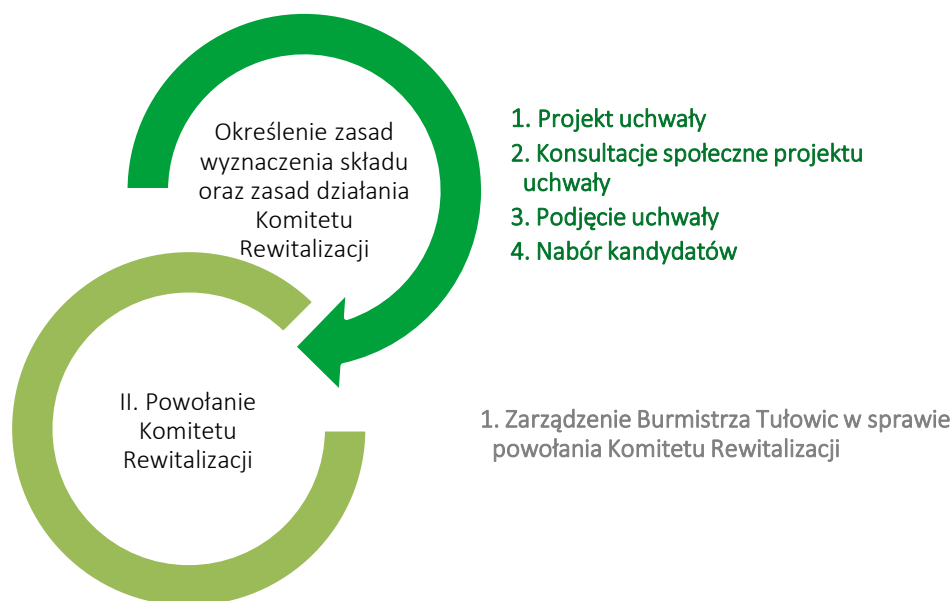 Określenie zasad
wyznaczenia składu
oraz zasad działania
Komitetu
Rewitalizacji
1. Projekt uchwały
2. Konsultacje społeczne projektu
uchwały
3. Podjęcie uchwały
4. Nabór kandydatów
II. Powołanie
Komitetu
Rewitalizacji
1. Zarządzenie Burmistrza Tułowic w sprawie
powołania Komitetu Rewitalizacji